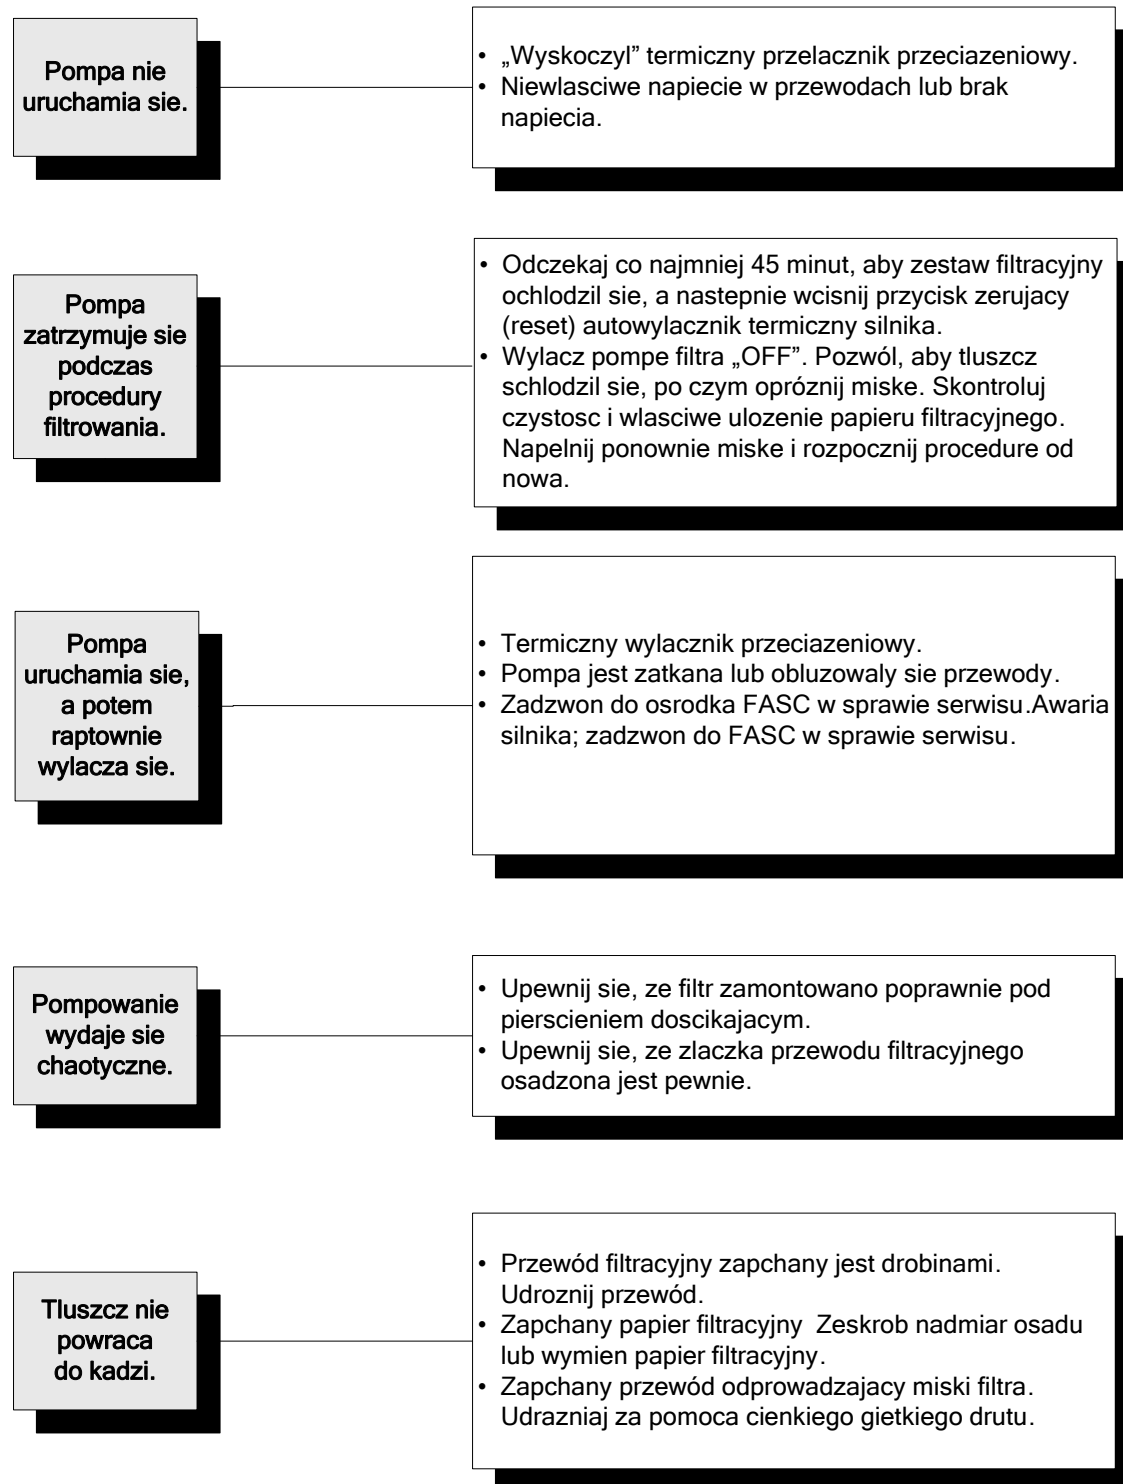 Pompa nie
uruchamia sie.
• „Wyskoczyl” termiczny przelacznik przeciazeniowy.
• Niewlasciwe napiecie w przewodach lub brak
napiecia.
Pompa
zatrzymuje sie
podczas
procedury
filtrowania.
• Odczekaj co najmniej 45 minut, aby zestaw filtracyjny
ochlodzil sie, a nastepnie wcisnij przycisk zerujacy
(reset) autowylacznik termiczny silnika.
• Wylacz pompe filtra „OFF”. Pozwól, aby tluszcz
schlodzil sie, po czym opróznij miske. Skontroluj
czystosc i wlasciwe ulozenie papieru filtracyjnego.
Napelnij ponownie miske i rozpocznij procedure od
nowa.
Pompa
uruchamia sie,
a potem
raptownie
wylacza sie.
• Termiczny wylacznik przeciazeniowy.
• Pompa jest zatkana lub obluzowaly sie przewody.
• Zadzwon do osrodka FASC w sprawie serwisu.Awaria
silnika; zadzwon do FASC w sprawie serwisu.
Pompowanie
wydaje sie
chaotyczne.
• Upewnij sie, ze filtr zamontowano poprawnie pod
pierscieniem doscikajacym.
• Upewnij sie, ze zlaczka przewodu filtracyjnego
osadzona jest pewnie.
Tluszcz nie
powraca
do kadzi.
• Przewód filtracyjny zapchany jest drobinami.
Udroznij przewód.
• Zapchany papier filtracyjny  Zeskrob nadmiar osadu
lub wymien papier filtracyjny.
• Zapchany przewód odprowadzajacy miski filtra.
Udrazniaj za pomoca cienkiego gietkiego drutu.